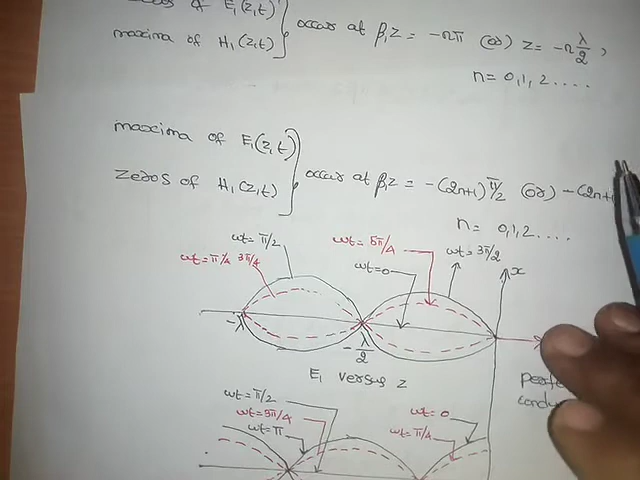 of E₁(z,t)
maxima of H₁(z,t) } occur at β₁z = -nπ (or) z = -n λ/2 ,
n = 0,1,2 ....
maxima of E₁(z,t)
zeros of H₁(z,t) } occur at β₁z = -(2n+1) π/2 (or) -(2n+1
n = 0,1,2 ....
ωt = π/2
ωt = 5π/4
ωt = 3π/2
ωt = π/4 3π/4
ωt = 0
x
-λ
-λ/2
E₁ versus z
ωt = π/2
ωt = 3π/4
ωt = π
ωt = 0
ωt = π/4